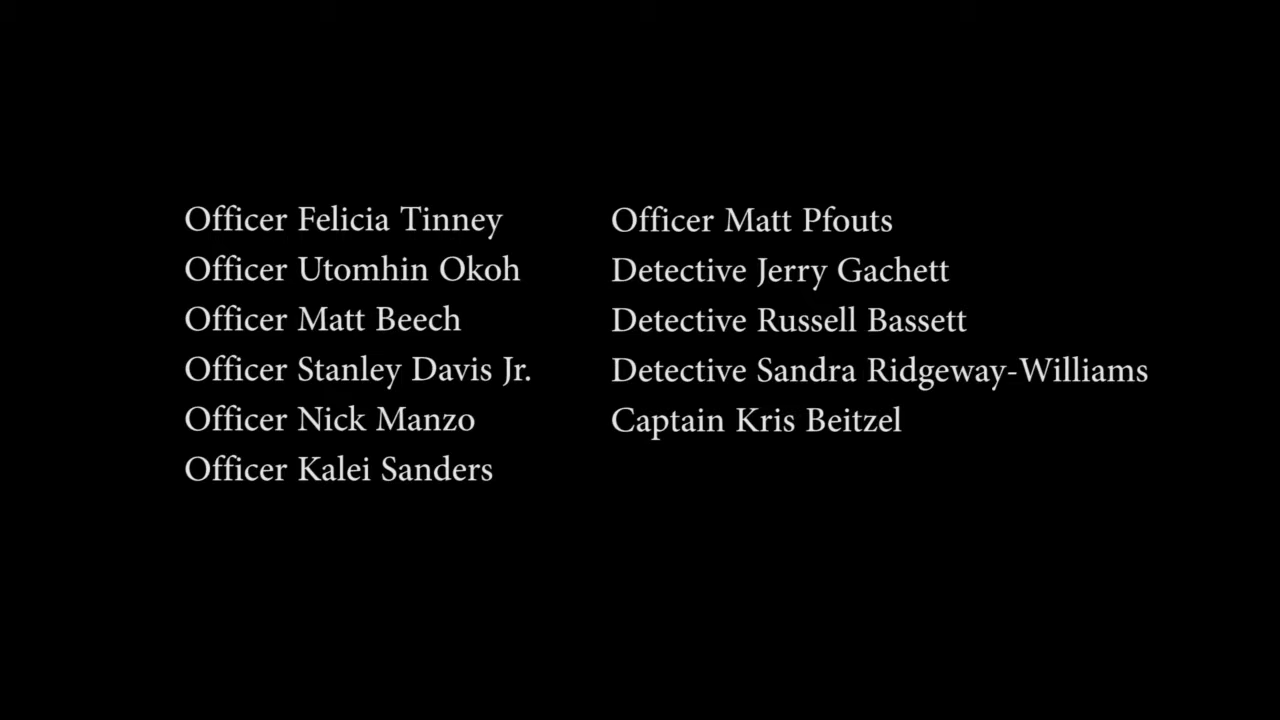 Officer Felicia Tinney
Officer Utomhin Okoh
Officer Matt Beech
Officer Stanley Davis Jr.
Officer Nick Manzo
Officer Kalei Sanders
Officer Matt Pfouts
Detective Jerry Gachett
Detective Russell Bassett
Detective Sandra Ridgeway-Williams
Captain Kris Beitzel